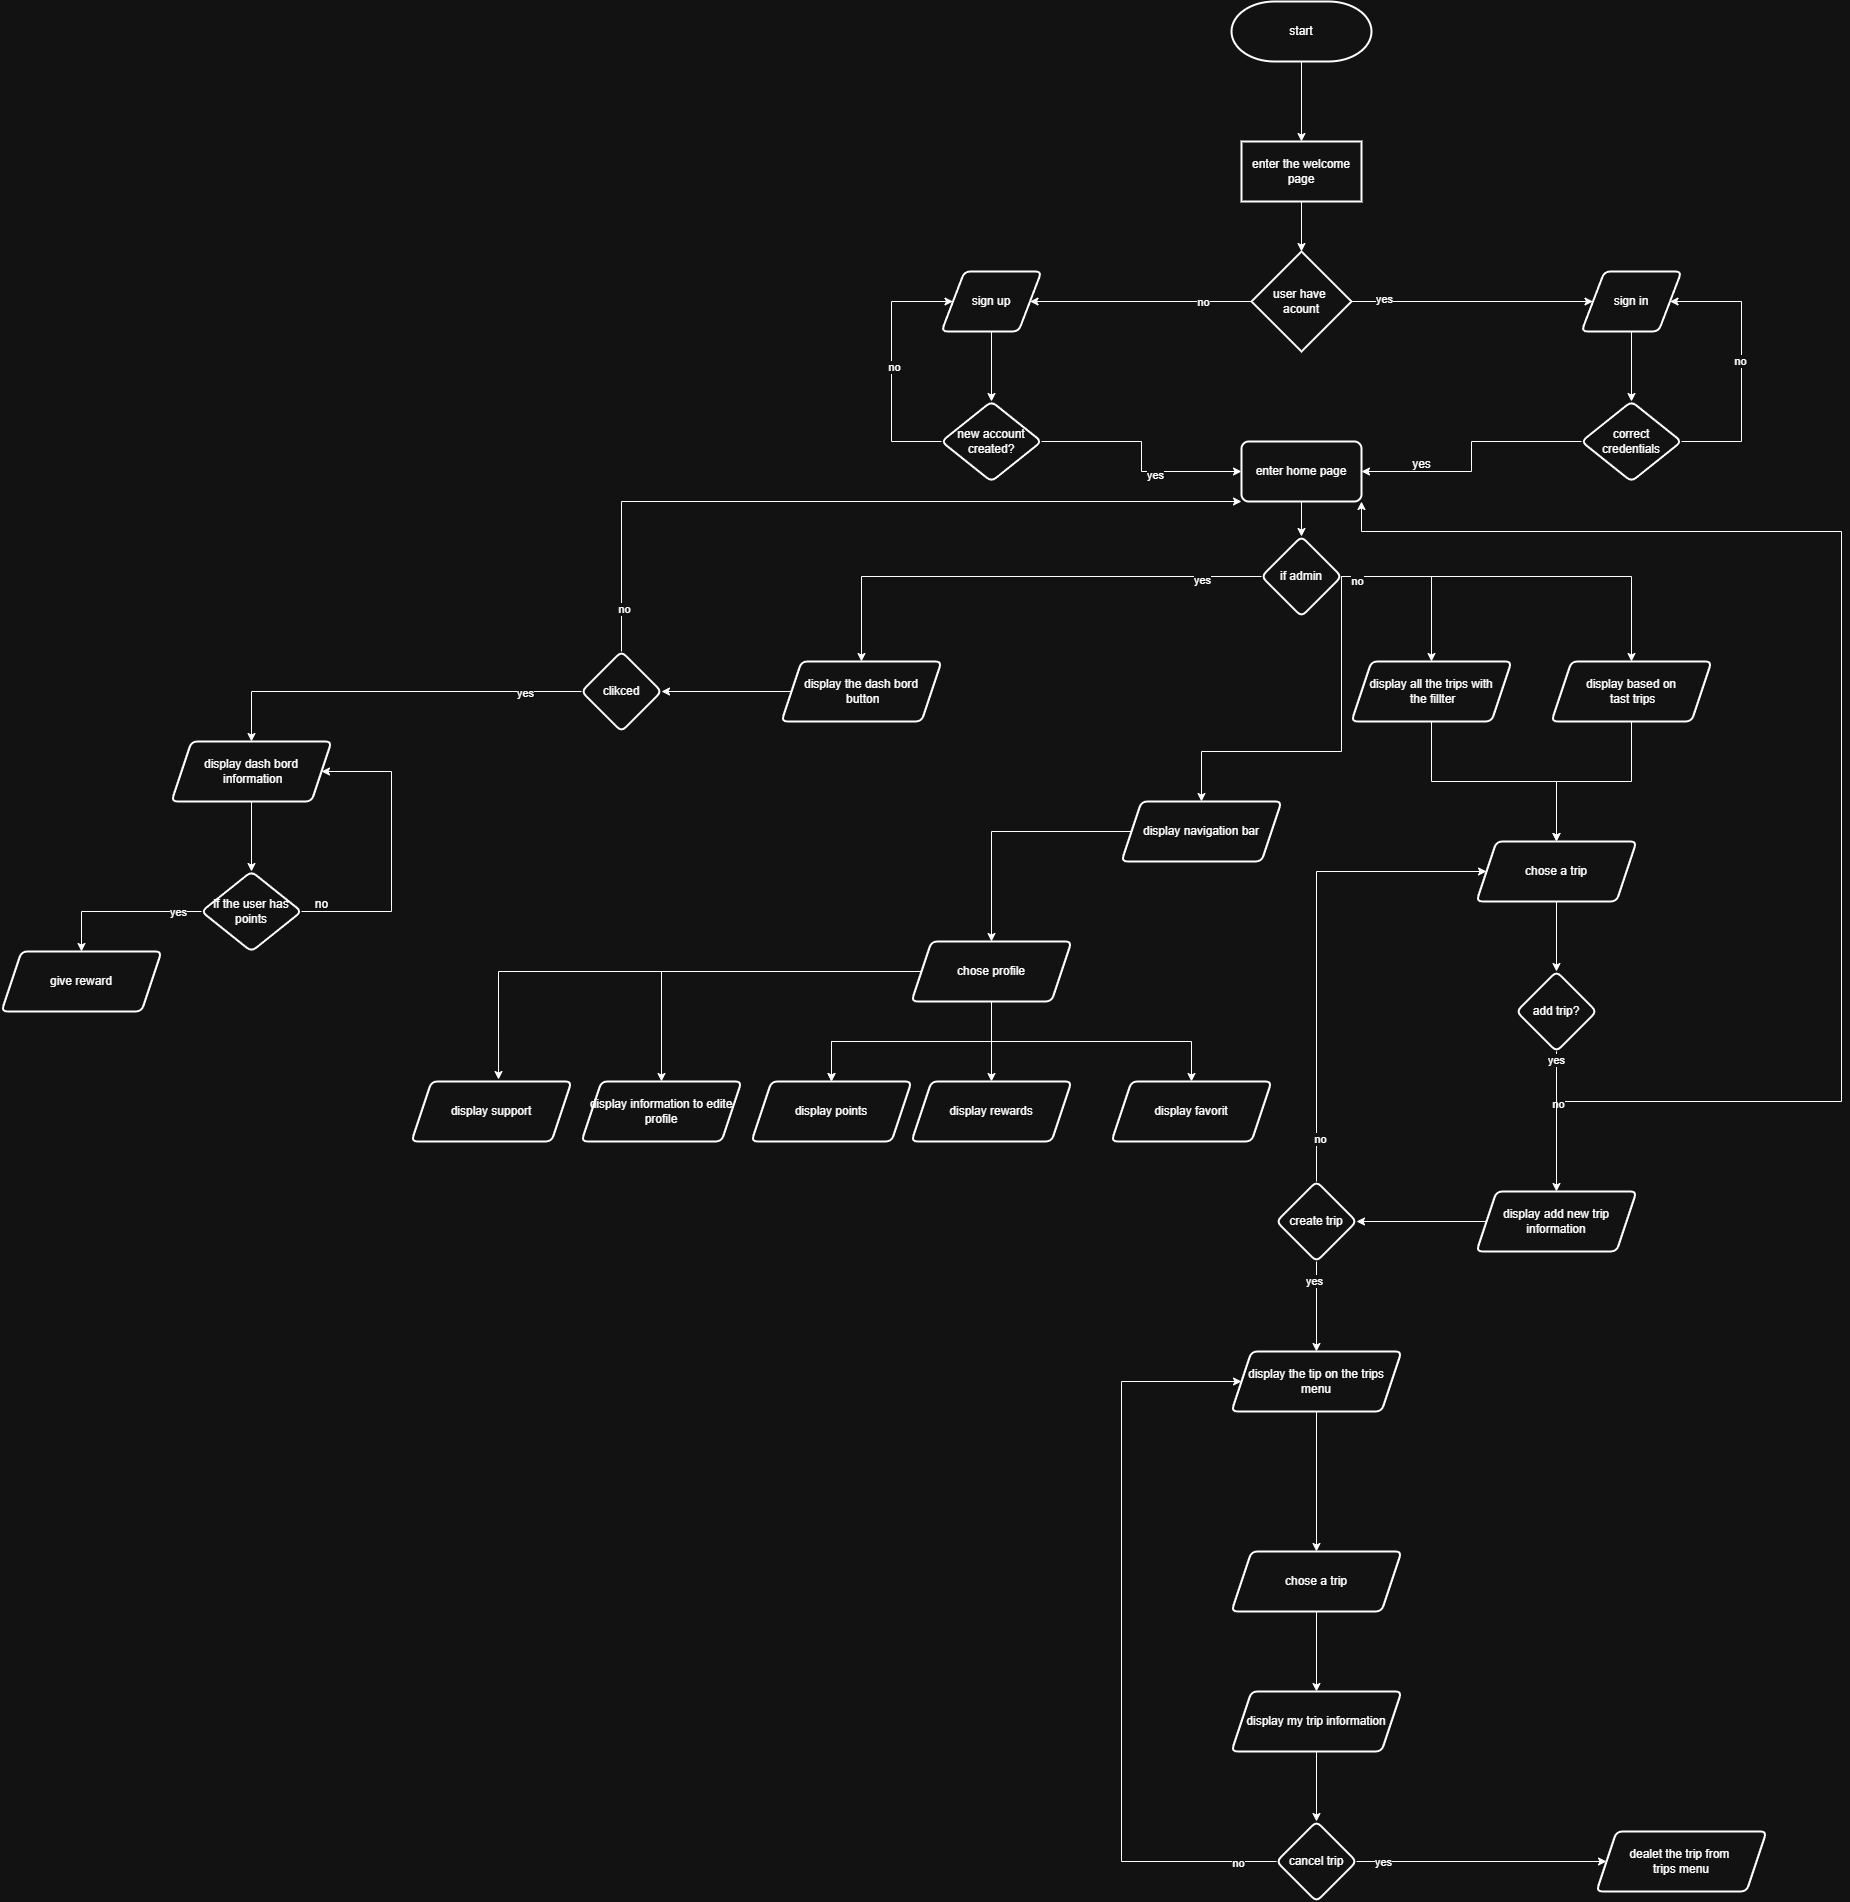 start
enter the welcome
page
user have
acount
no
yes
sign up
sign in
no
no
new account
created?
correct
credentials
yes
enter home page
yes
if admin
yes
no
no
clikced
yes
display the dash bord
button
display all the trips with
the fillter
display based on
tast trips
display dash bord
information
display navigation bar
chose a trip
if the user has
points
yes
no
give reward
chose profile
add trip?
yes
no
display support
display information to edite
profile
display points
display rewards
display favorit
no
create trip
display add new trip
information
yes
display the tip on the trips
menu
chose a trip
display my trip information
no
cancel trip
yes
dealet the trip from
trips menu